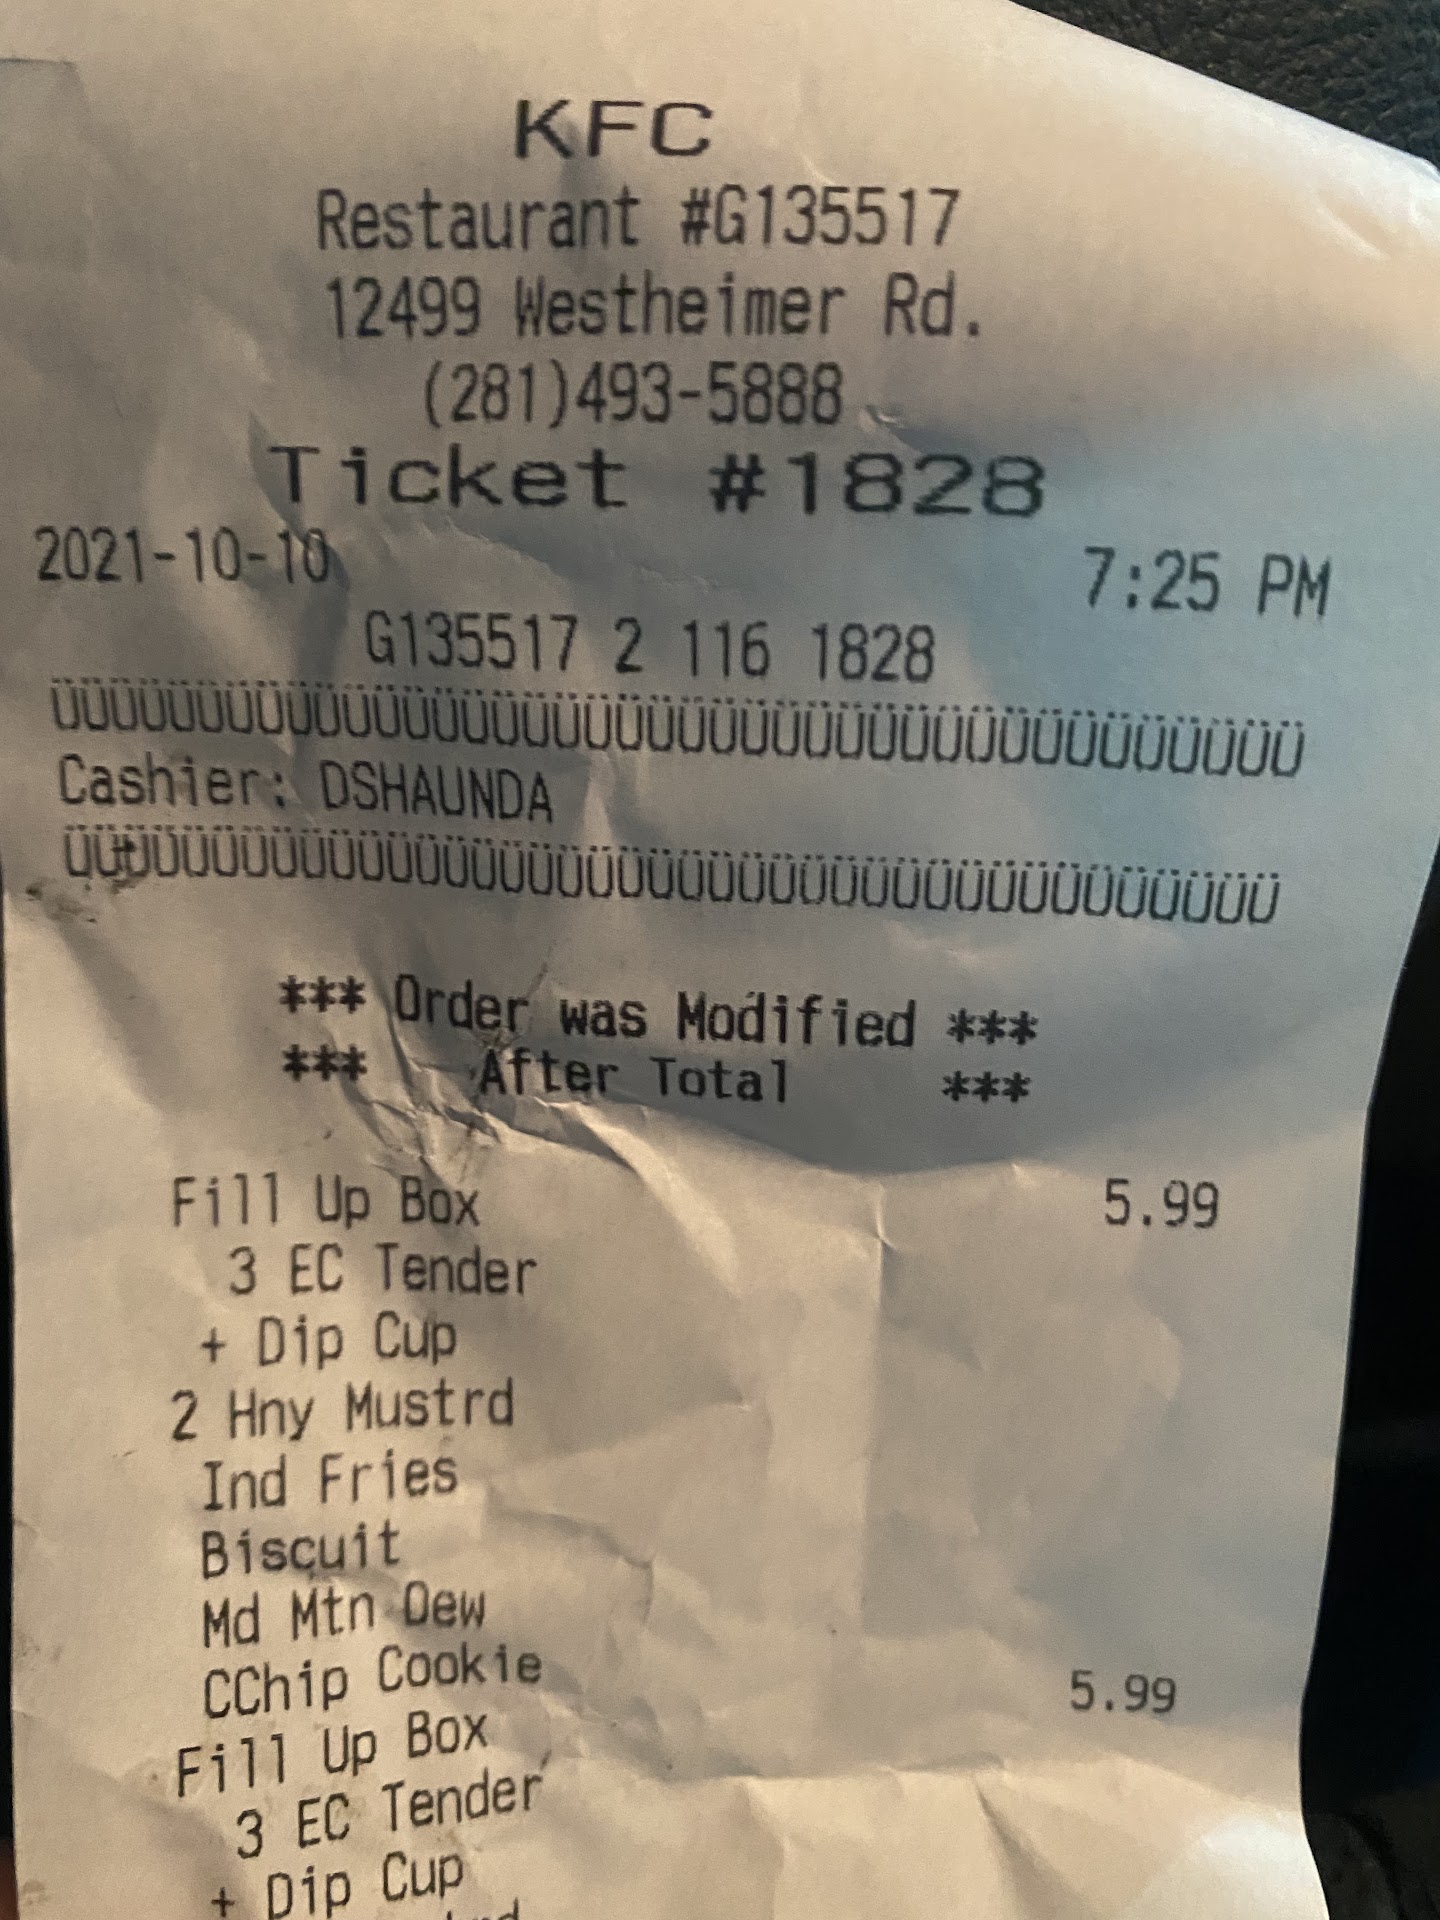 KFC
Restaurant #G135517
12499 Westheimer Rd.
(281)493-5888
Ticket #1828
2021-10-10 7:25 PM
G135517 2 116 1828
ÜÜÜÜÜÜÜÜÜÜÜÜÜÜÜÜÜÜÜÜÜÜÜÜÜÜÜÜÜÜÜÜÜÜÜÜÜÜÜÜ
Cashier: DSHAUNDA
ÜÜÜÜÜÜÜÜÜÜÜÜÜÜÜÜÜÜÜÜÜÜÜÜÜÜÜÜÜÜÜÜÜÜÜÜÜÜÜÜ
*** Order was Modified ***
*** After Total ***
Fill Up Box 5.99
3 EC Tender
+ Dip Cup
2 Hny Mustrd
Ind Fries
Biscuit
Md Mtn Dew
CChip Cookie
Fill Up Box 5.99
3 EC Tender
+ Dip Cup